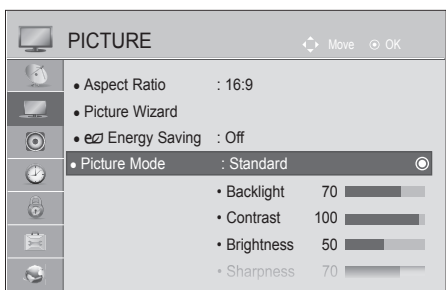 PICTURE Move OK
• Aspect Ratio : 16:9
• Picture Wizard
• Energy Saving : Off
• Picture Mode : Standard
• Backlight 70
• Contrast 100
• Brightness 50
• Sharpness 70